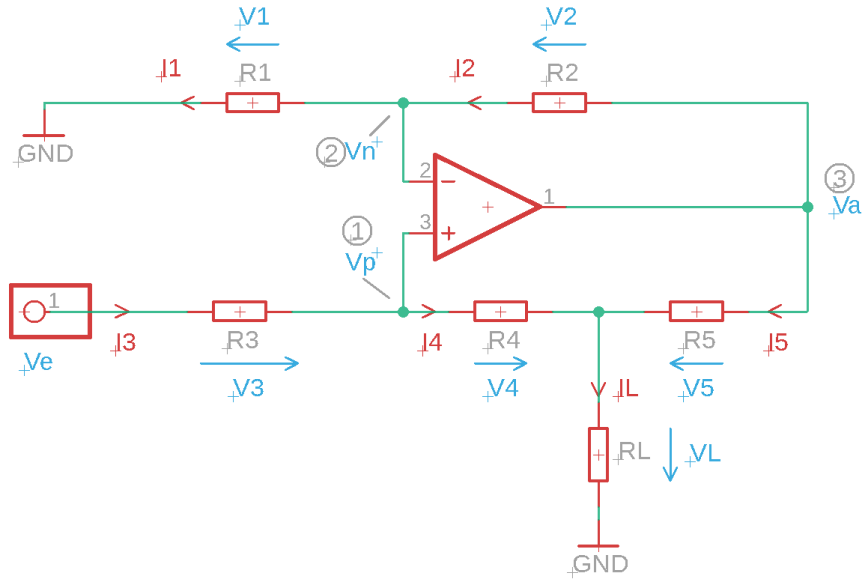 V1
V2
I1
I2
R1
R2
GND
2
Vn
2
−
3
Va
1
1
Vp
3
+
1
I3
R3
I4
R4
R5
I5
Ve
V3
V4
IL
V5
RL
VL
GND